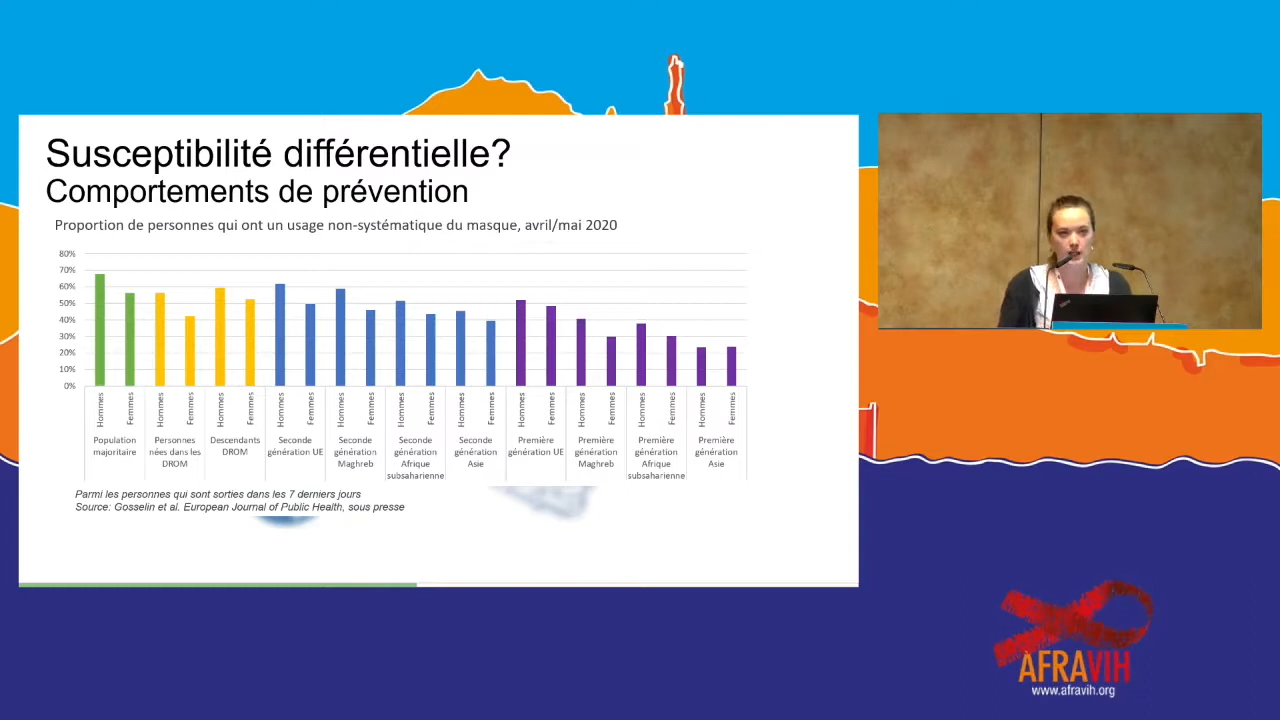 Susceptibilité différentielle?
Comportements de prévention
Proportion de personnes qui ont un usage non-systématique du masque, avril/mai 2020
80%
70%
60%
50%
40%
30%
20%
10%
0%
Hommes
Femmes
Hommes
Femmes
Hommes
Femmes
Hommes
Femmes
Hommes
Femmes
Hommes
Femmes
Hommes
Femmes
Hommes
Femmes
Hommes
Femmes
Hommes
Femmes
Hommes
Femmes
Population
majoritaire
Personnes
nées dans les
DROM
Descendants
DROM
Seconde
génération UE
Seconde
génération
Maghreb
Seconde
génération
Afrique
subsaharienne
Seconde
génération
Asie
Première
génération UE
Première
génération
Maghreb
Première
génération
Afrique
subsaharienne
Première
génération
Asie
Parmi les personnes qui sont sorties dans les 7 derniers jours
Source: Gosselin et al. European Journal of Public Health, sous presse
AFRAVIH
www.afravih.org